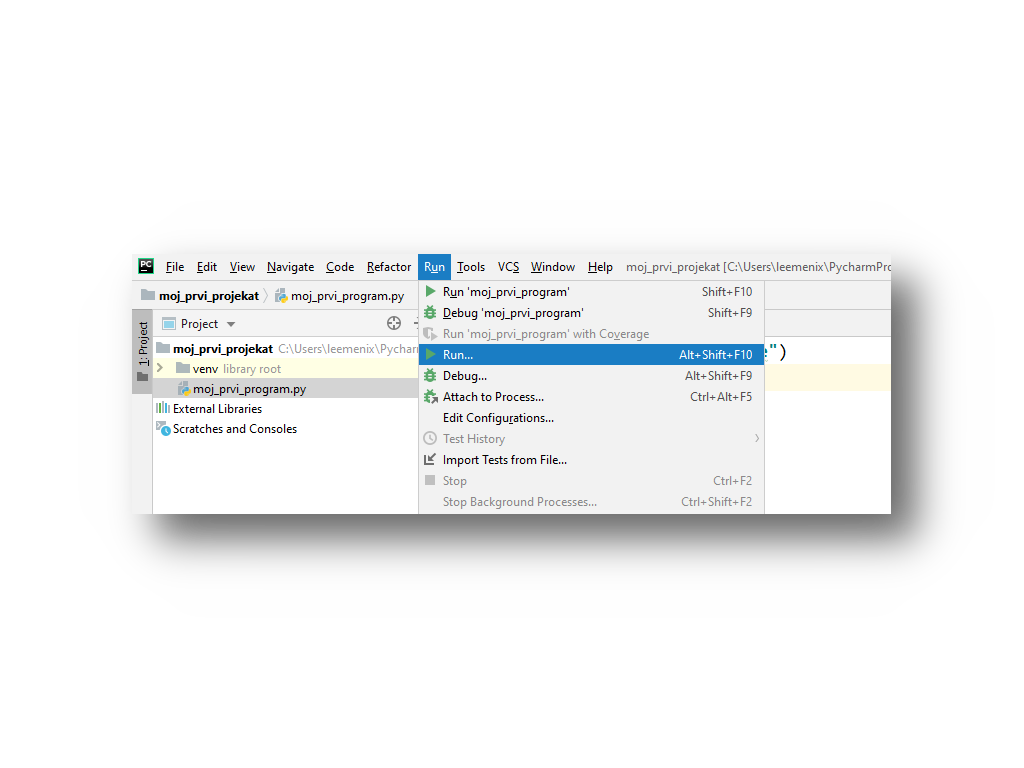 PC File Edit View Navigate Code Refactor Run Tools VCS Window Help moj_prvi_projekat [C:\Users\leemenix\PycharmPro
moj_prvi_projekat moj_prvi_program.py
1: Project
Project
moj_prvi_projekat C:\Users\leemenix\Pychar
venv library root
moj_prvi_program.py
External Libraries
Scratches and Consoles
Run 'moj_prvi_program' Shift+F10
Debug 'moj_prvi_program' Shift+F9
Run 'moj_prvi_program' with Coverage
Run... Alt+Shift+F10
Debug... Alt+Shift+F9
Attach to Process... Ctrl+Alt+F5
Edit Configurations...
Test History
Import Tests from File...
Stop Ctrl+F2
Stop Background Processes... Ctrl+Shift+F2
")